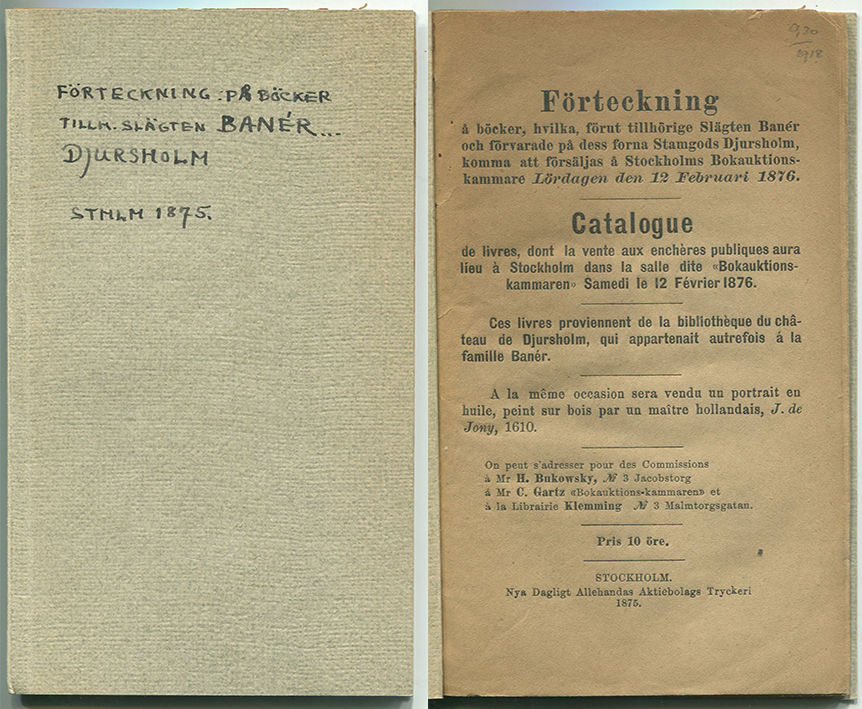 FÖRTECKNING: PÅ BÖCKER
TILLH. SLÄGTEN BANÉR...
DJURSHOLM
STHLM 1875.
Förteckning
å böcker, hvilka, förut tillhörige Slägten Banér
och förvarade på dess forna Stamgods Djursholm,
komma att försäljas å Stockholms Bokauktions-
kammare Lördagen den 12 Februari 1876.
Catalogue
de livres, dont la vente aux enchères publiques aura
lieu à Stockholm dans la salle dite «Bokauktions-
kammaren» Samedi le 12 Février 1876.
Ces livres proviennent de la bibliothèque du châ-
teau de Djursholm, qui appartenait autrefois á la
famille Banér.
A la même occasion sera vendu un portrait en
huile, peint sur bois par un maître hollandais, J. de
Jony, 1610.
On peut s'adresser pour des Commissions
à Mr H. Bukowsky, № 3 Jacobstorg
á Mr C. Gartz «Bokauktions-kammaren» et
à la Librairie Klemming № 3 Malmtorgsgatan.
Pris 10 öre.
STOCKHOLM.
Nya Dagligt Allehandas Aktiebolags Tryckeri
1875.